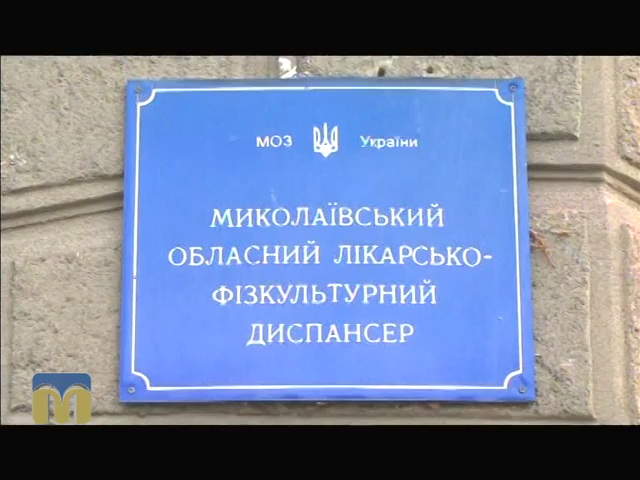 МОЗ України
МИКОЛАЇВСЬКИЙ
ОБЛАСНИЙ ЛІКАРСЬКО-
ФІЗКУЛЬТУРНИЙ
ДИСПАНСЕР
М